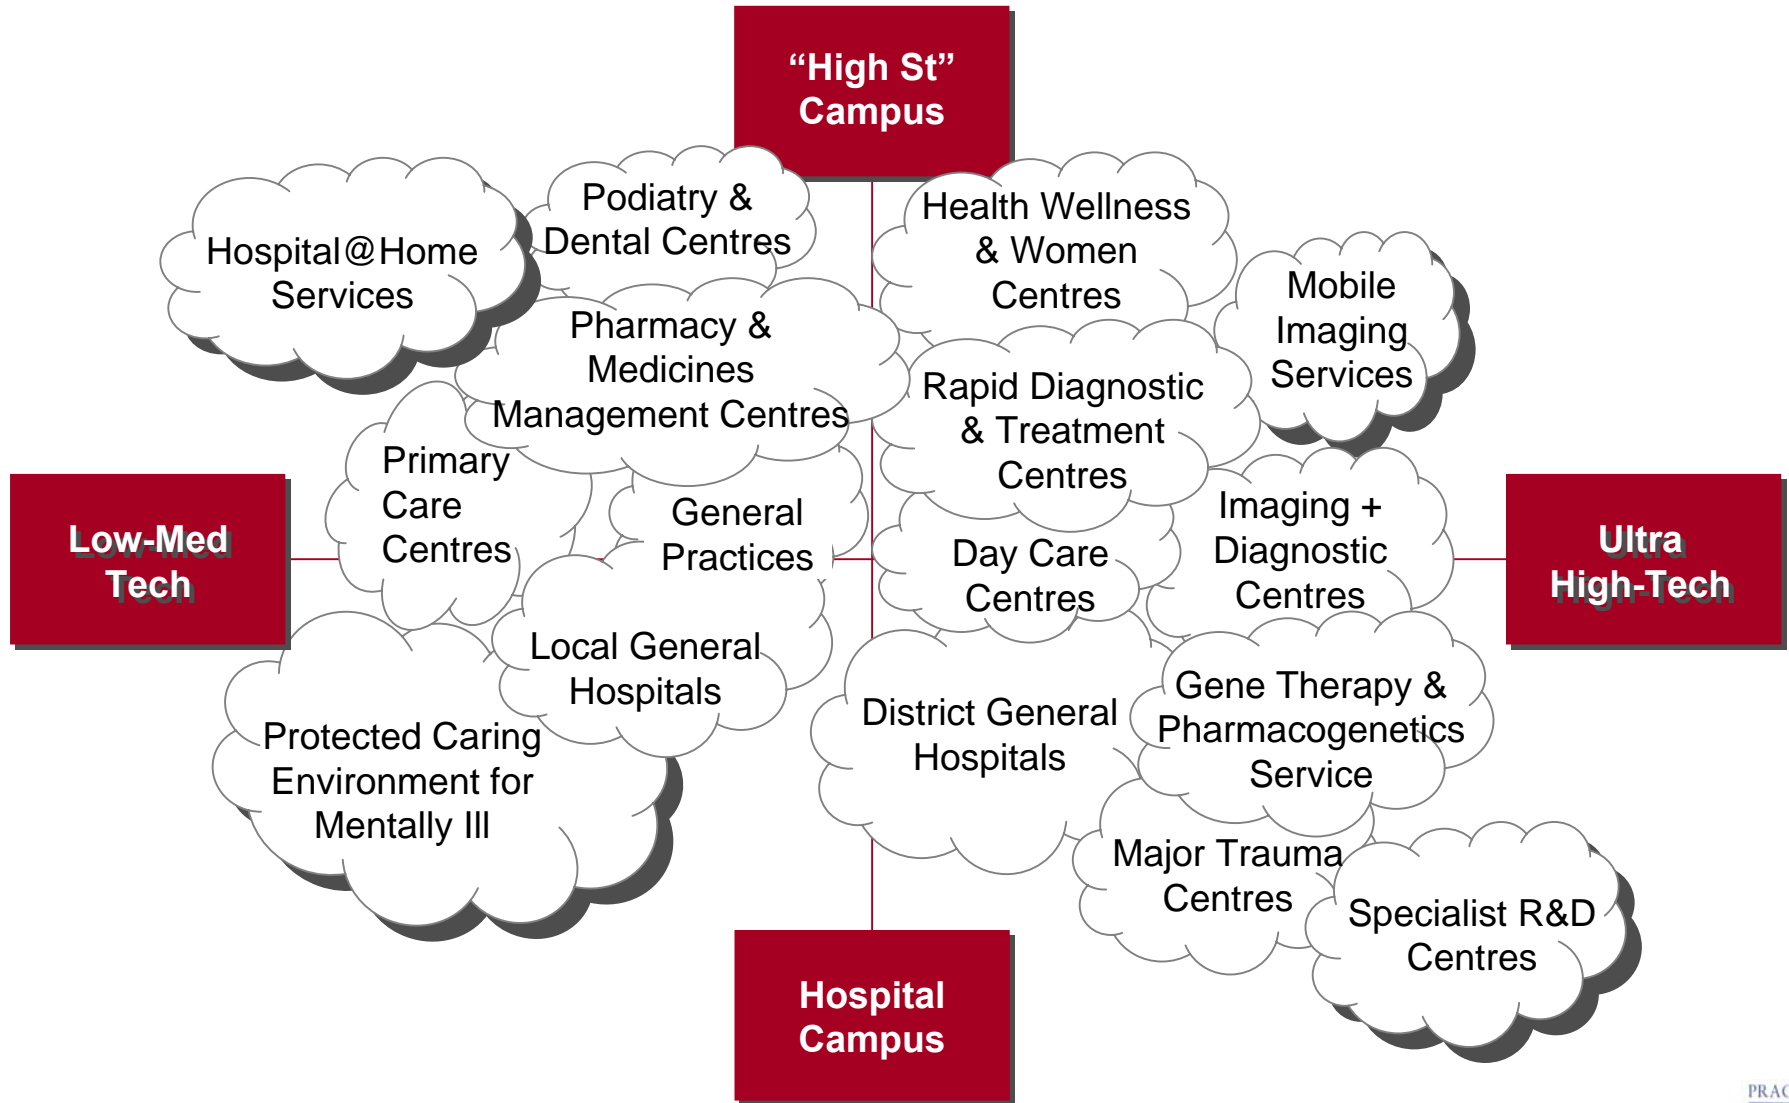 “High St”
Campus
Podiatry &
Dental Centres
Health Wellness
& Women
Centres
Hospital@Home
Services
Mobile
Imaging
Services
Pharmacy &
Medicines
Management Centres
Rapid Diagnostic
& Treatment
Centres
Primary
Care
Centres
General
Practices
Day Care
Centres
Imaging +
Diagnostic
Centres
Low-Med
Tech
Ultra
High-Tech
Local General
Hospitals
District General
Hospitals
Gene Therapy &
Pharmacogenetics
Service
Protected Caring
Environment for
Mentally Ill
Major Trauma
Centres
Specialist R&D
Centres
Hospital
Campus